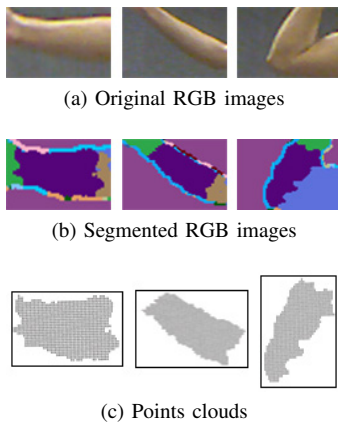 (a) Original RGB images
(b) Segmented RGB images
(c) Points clouds